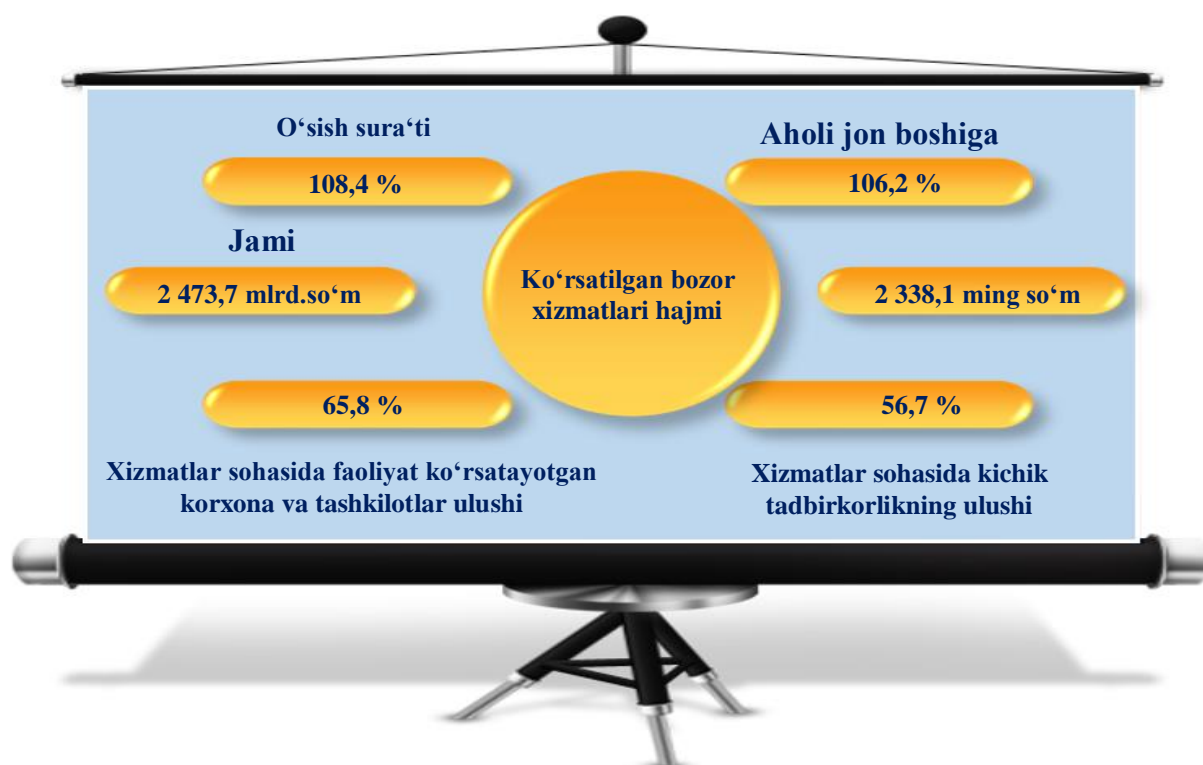 O‘sish sura‘ti
108,4 %
Jami
2 473,7 mlrd.so‘m
65,8 %
Xizmatlar sohasida faoliyat ko‘rsatayotgan
korxona va tashkilotlar ulushi
Ko‘rsatilgan bozor
xizmatlari hajmi
Aholi jon boshiga
106,2 %
2 338,1 ming so‘m
56,7 %
Xizmatlar sohasida kichik
tadbirkorlikning ulushi